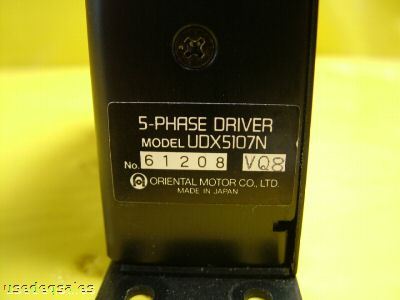 5-PHASE DRIVER
MODEL UDX5107N
No. 61208 VQ8
ORIENTAL MOTOR CO., LTD.
MADE IN JAPAN
usedeqsales